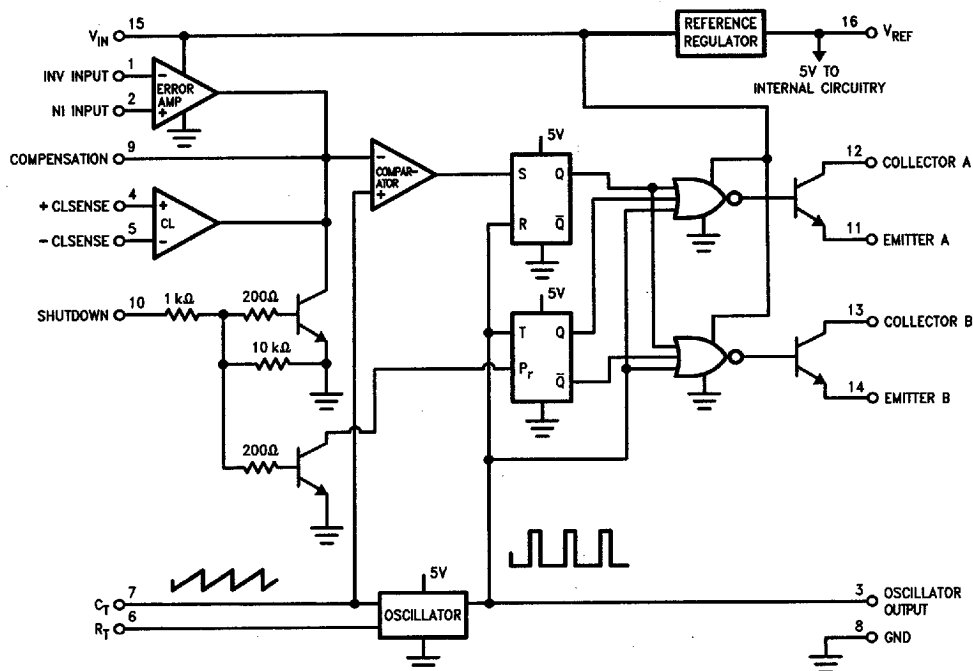 15
V_IN
REFERENCE
REGULATOR
16
V_REF
5V TO
INTERNAL CIRCUITRY
1
INV INPUT
−
ERROR
AMP
2
NI INPUT
+
9
COMPENSATION
−
COMPAR-
ATOR
+
5V
S
Q
R
Q̅
12
COLLECTOR A
11
EMITTER A
4
+ CLSENSE
+
CL
5
− CLSENSE
−
10
SHUTDOWN
1 kΩ
200Ω
10 kΩ
200Ω
5V
T
Q
P_r
Q̅
13
COLLECTOR B
14
EMITTER B
5V
7
C_T
6
R_T
OSCILLATOR
3
OSCILLATOR
OUTPUT
8
GND